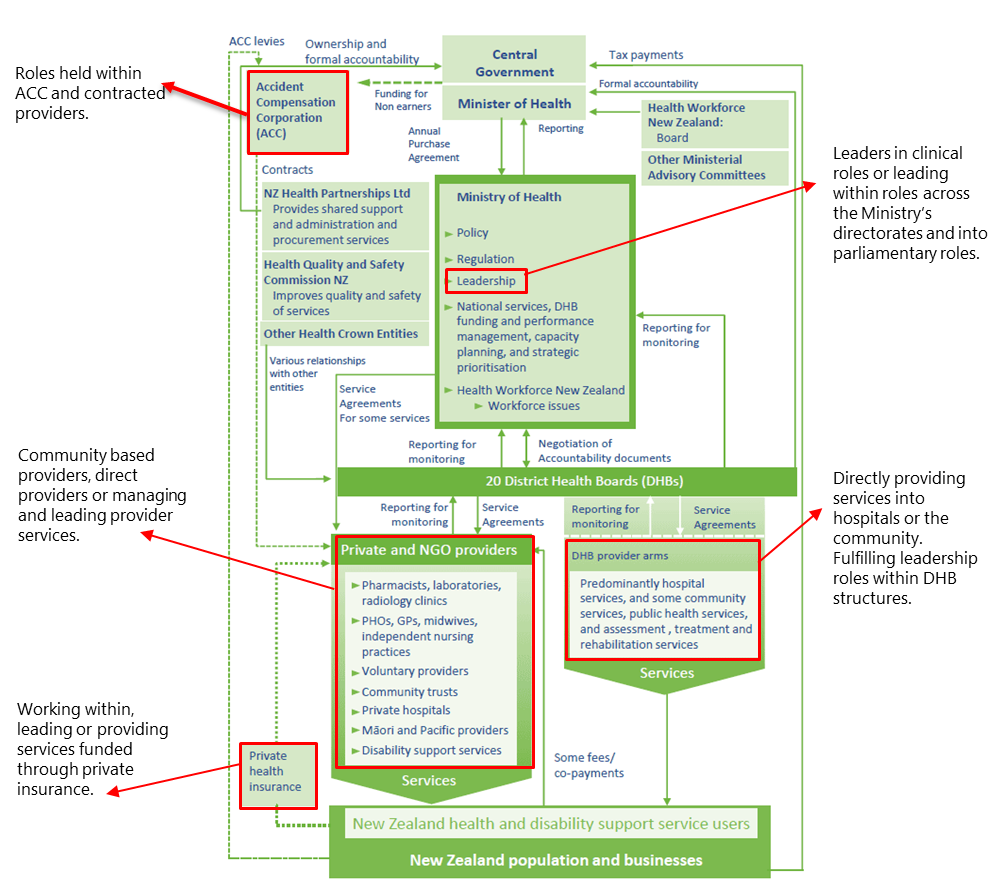 ACC levies
Ownership and
formal accountability
Central
Government
Tax payments
Roles held within
ACC and contracted
providers.
Accident
Compensation
Corporation
(ACC)
Funding for
Non earners
Minister of Health
Formal accountability
Health Workforce
New Zealand:
Board
Annual
Purchase
Agreement
Reporting
Other Ministerial
Advisory Committees
Leaders in clinical
roles or leading
within roles across
the Ministry's
directorates and into
parliamentary roles.
Contracts
NZ Health Partnerships Ltd
Provides shared support
and administration and
procurement services
Health Quality and Safety
Commission NZ
Improves quality and safety
of services
Other Health Crown Entities
Ministry of Health
Policy
Regulation
Leadership
National services, DHB
funding and performance
management, capacity
planning, and strategic
prioritisation
Health Workforce New Zealand
Workforce issues
Reporting for
monitoring
Various relationships
with other
entities
Service
Agreements
For some services
Reporting for
monitoring
Negotiation of
Accountability documents
Community based
providers, direct
providers or managing
and leading provider
services.
20 District Health Boards (DHBs)
Directly providing
services into
hospitals or the
community.
Fulfilling leadership
roles within DHB
structures.
Reporting for
monitoring
Service
Agreements
Reporting for
monitoring
Service
Agreements
Private and NGO providers
Pharmacists, laboratories,
radiology clinics
PHOs, GPs, midwives,
independent nursing
practices
Voluntary providers
Community trusts
Private hospitals
Māori and Pacific providers
Disability support services
Services
DHB provider arms
Predominantly hospital
services, and some community
services, public health services,
and assessment , treatment and
rehabilitation services
Services
Working within,
leading or providing
services funded
through private
insurance.
Private
health
insurance
Some fees/
co-payments
New Zealand health and disability support service users
New Zealand population and businesses